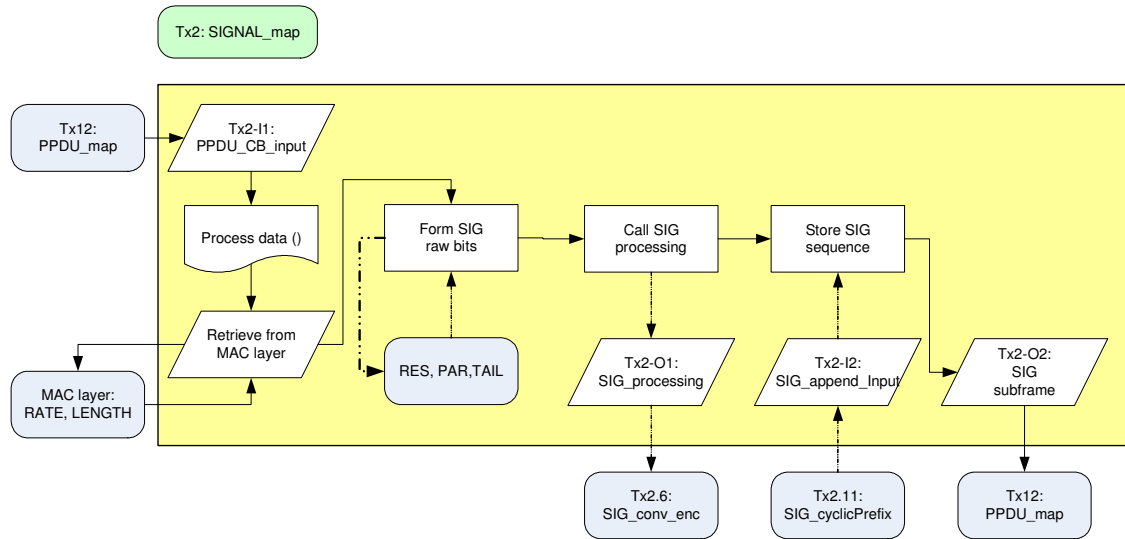 Tx2: SIGNAL_map
Tx12:
PPDU_map
Tx2-I1:
PPDU_CB_input
Process data ()
Retrieve from
MAC layer
MAC layer:
RATE, LENGTH
Form SIG
raw bits
RES, PAR,TAIL
Call SIG
processing
Tx2-O1:
SIG_processing
Tx2.6:
SIG_conv_enc
Store SIG
sequence
Tx2-I2:
SIG_append_Input
Tx2.11:
SIG_cyclicPrefix
Tx2-O2:
SIG
subframe
Tx12:
PPDU_map